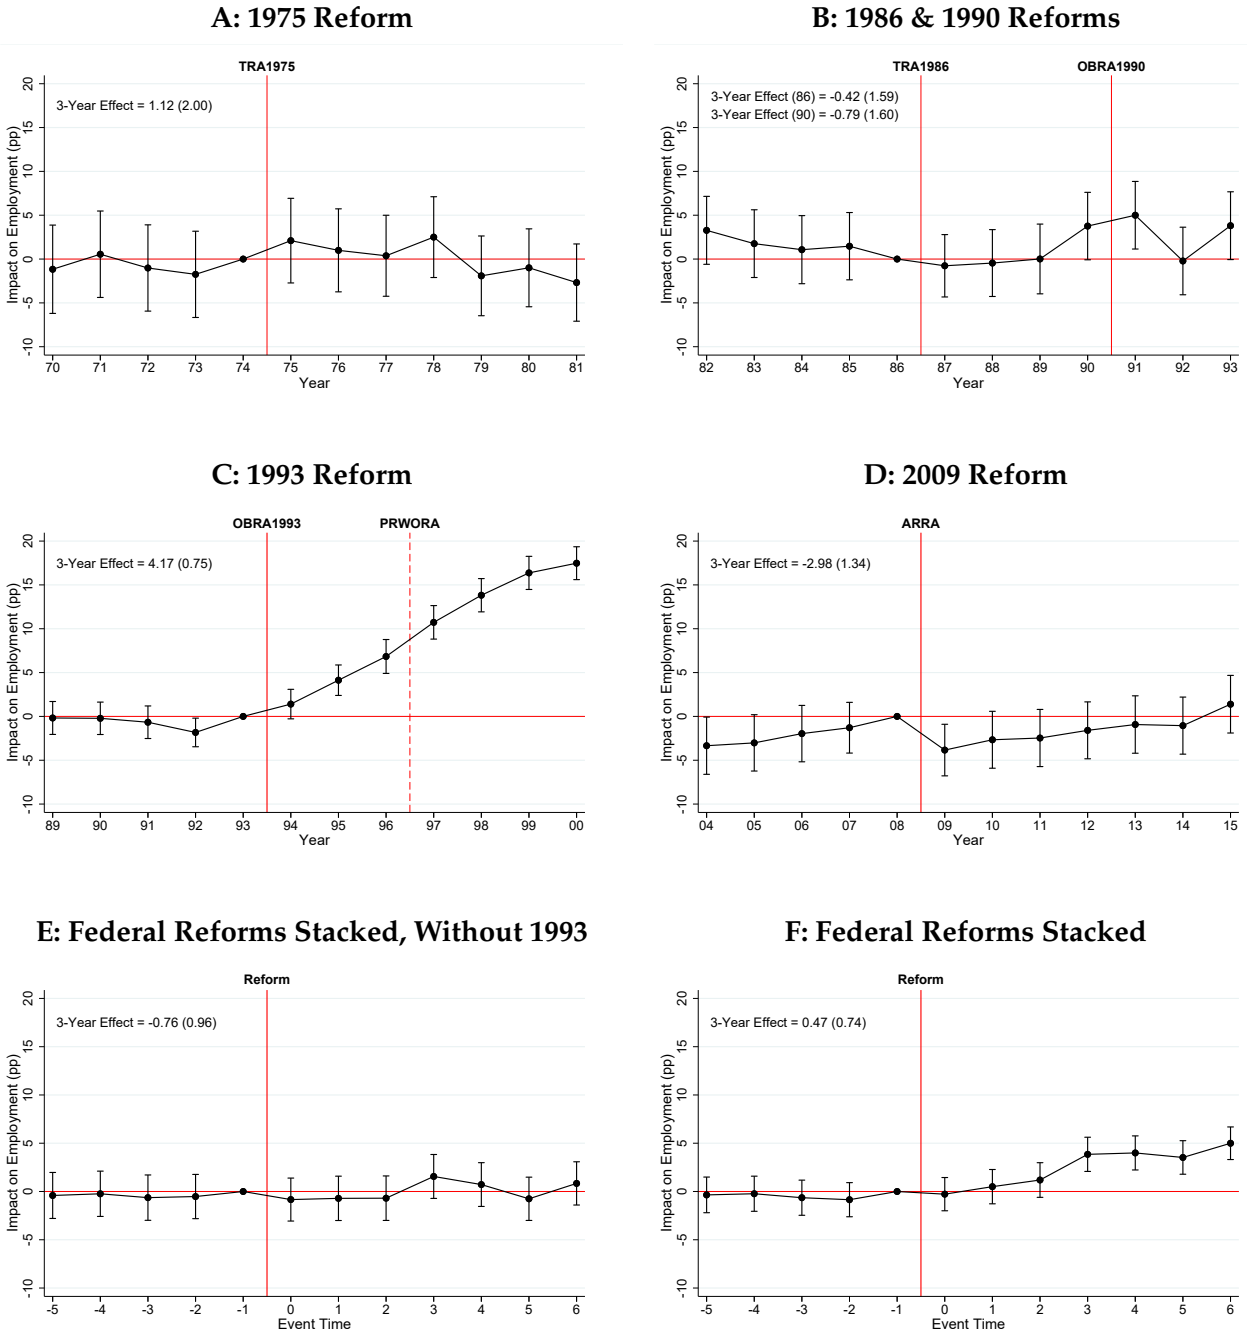 A: 1975 Reform
TRA1975
3-Year Effect = 1.12 (2.00)
Impact on Employment (pp)
20
15
10
5
0
-5
-10
70 71 72 73 74 75 76 77 78 79 80 81
Year
B: 1986 & 1990 Reforms
TRA1986 OBRA1990
3-Year Effect (86) = -0.42 (1.59)
3-Year Effect (90) = -0.79 (1.60)
Impact on Employment (pp)
20
15
10
5
0
-5
-10
82 83 84 85 86 87 88 89 90 91 92 93
Year
C: 1993 Reform
OBRA1993 PRWORA
3-Year Effect = 4.17 (0.75)
Impact on Employment (pp)
20
15
10
5
0
-5
-10
89 90 91 92 93 94 95 96 97 98 99 00
Year
D: 2009 Reform
ARRA
3-Year Effect = -2.98 (1.34)
Impact on Employment (pp)
20
15
10
5
0
-5
-10
04 05 06 07 08 09 10 11 12 13 14 15
Year
E: Federal Reforms Stacked, Without 1993
Reform
3-Year Effect = -0.76 (0.96)
Impact on Employment (pp)
20
15
10
5
0
-5
-10
-5 -4 -3 -2 -1 0 1 2 3 4 5 6
Event Time
F: Federal Reforms Stacked
Reform
3-Year Effect = 0.47 (0.74)
Impact on Employment (pp)
20
15
10
5
0
-5
-10
-5 -4 -3 -2 -1 0 1 2 3 4 5 6
Event Time